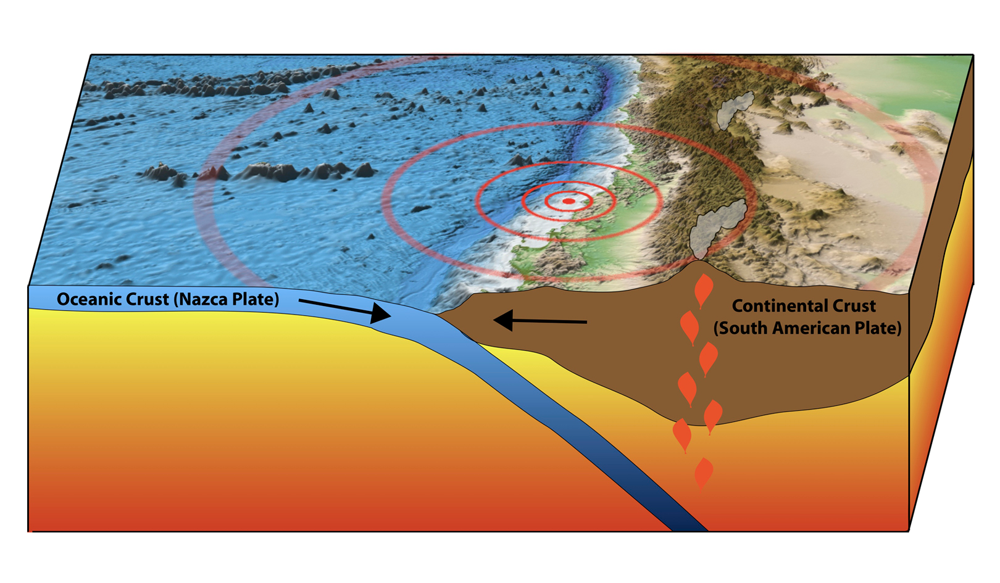 Oceanic Crust (Nazca Plate)
Continental Crust
(South American Plate)